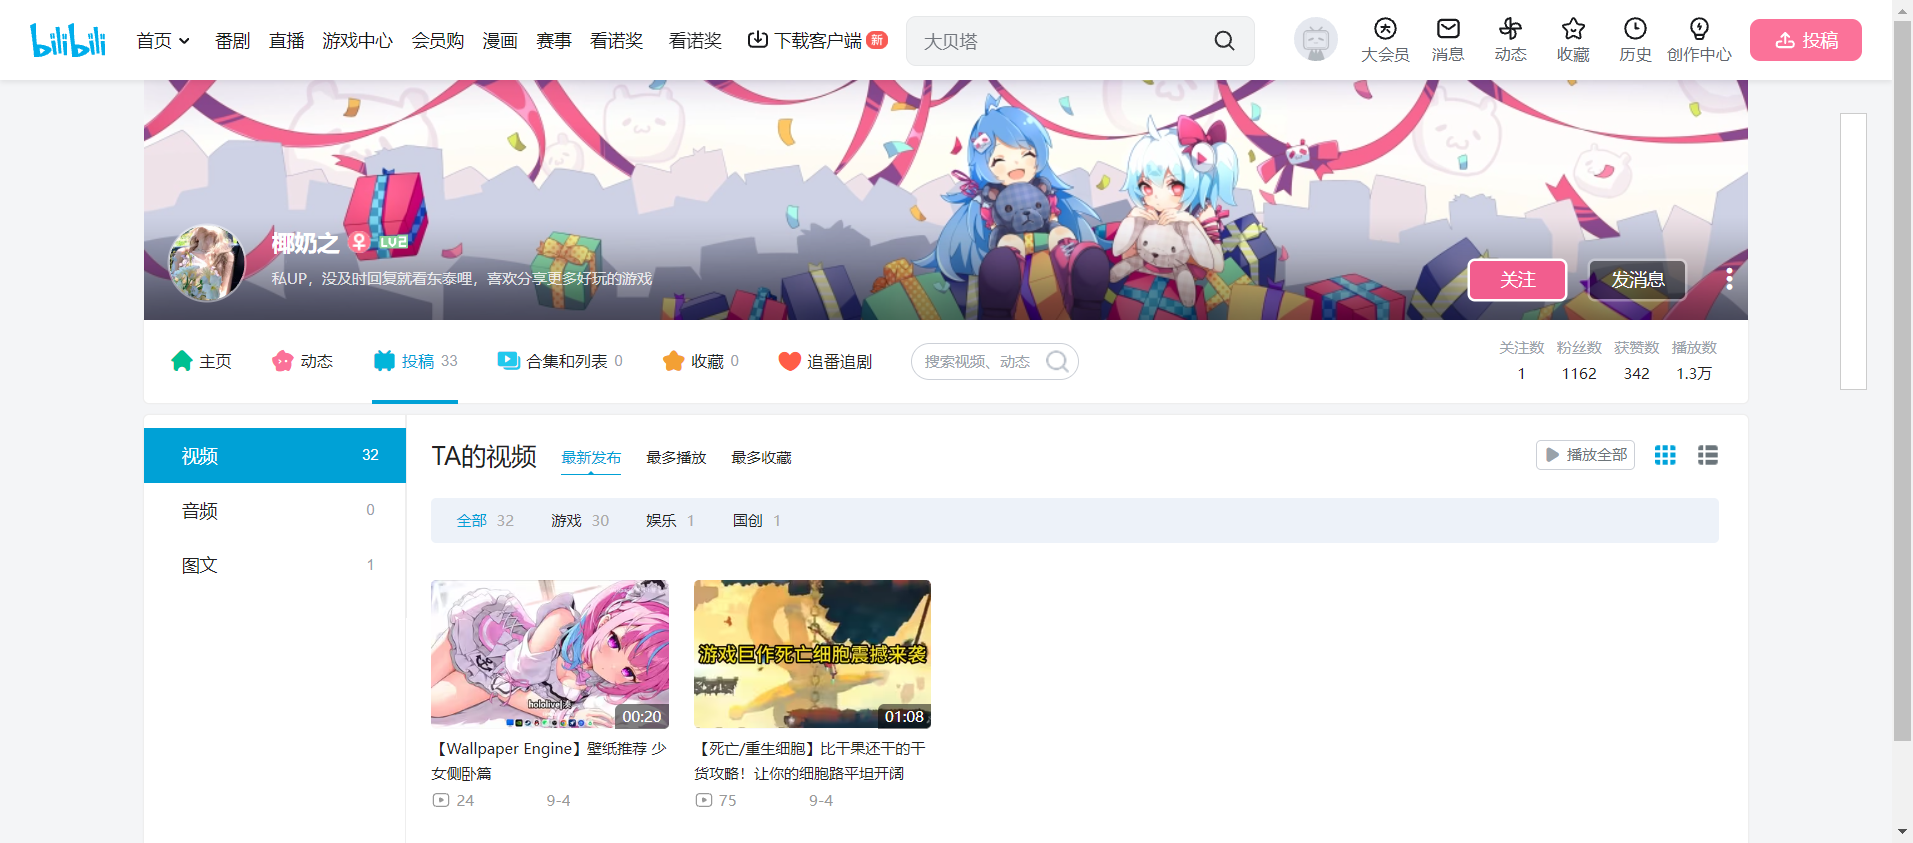 bilibili
首页 番剧 直播 游戏中心 会员购 漫画 赛事 看诺奖 看诺奖 下载客户端 新
大贝塔
大会员 消息 动态 收藏 历史 创作中心 投稿
椰奶之 LV2
私UP，没及时回复就看东泰哩，喜欢分享更多好玩的游戏
关注 发消息
主页 动态 投稿 33 合集和列表 0 收藏 0 追番追剧 搜索视频、动态
关注数 粉丝数 获赞数 播放数
1 1162 342 1.3万
视频 32
音频 0
图文 1
TA的视频 最新发布 最多播放 最多收藏 播放全部
全部 32 游戏 30 娱乐 1 国创 1
hololive
00:20
【Wallpaper Engine】壁纸推荐 少
女侧卧篇
24 9-4
游戏巨作死亡细胞震撼来袭
01:08
【死亡/重生细胞】比干果还干的干
货攻略！让你的细胞路平坦开阔
75 9-4